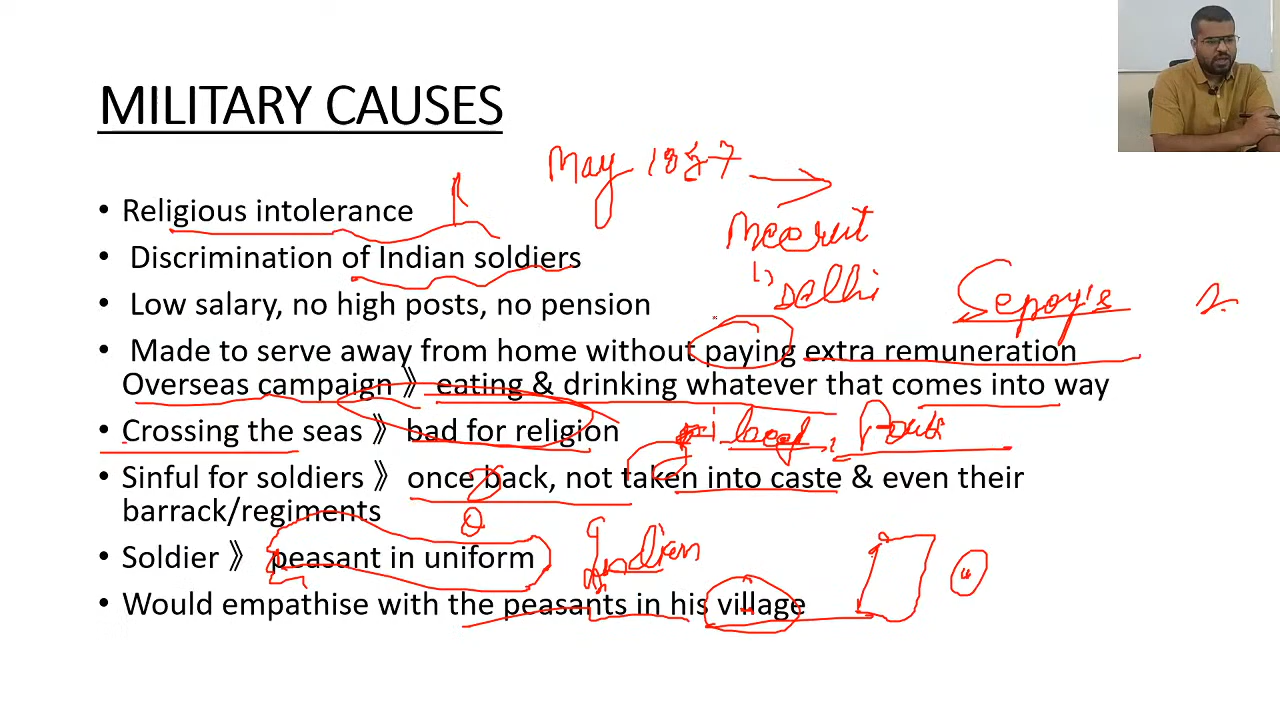 MILITARY CAUSES
May 1857
• Religious intolerance
Meerut
• Discrimination of Indian soldiers
1) Delhi
Sepoy's
• Low salary, no high posts, no pension
• Made to serve away from home without paying extra remuneration
Overseas campaign 》 eating & drinking whatever that comes into way
• Crossing the seas 》 bad for religion
beef,
• Sinful for soldiers 》 once back, not taken into caste & even their
barrack/regiments
• Soldier 》 peasant in uniform
Indian
• Would empathise with the peasants in his village